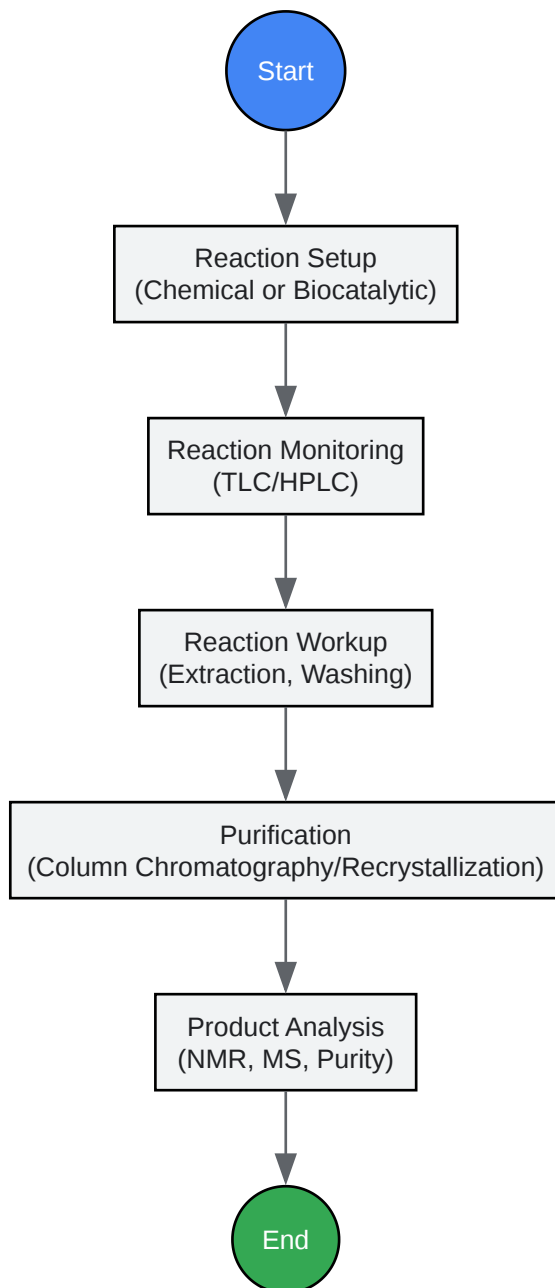 Start
Reaction Setup
(Chemical or Biocatalytic)
Reaction Monitoring
(TLC/HPLC)
Reaction Workup
(Extraction, Washing)
Purification
(Column Chromatography/Recrystallization)
Product Analysis
(NMR, MS, Purity)
End